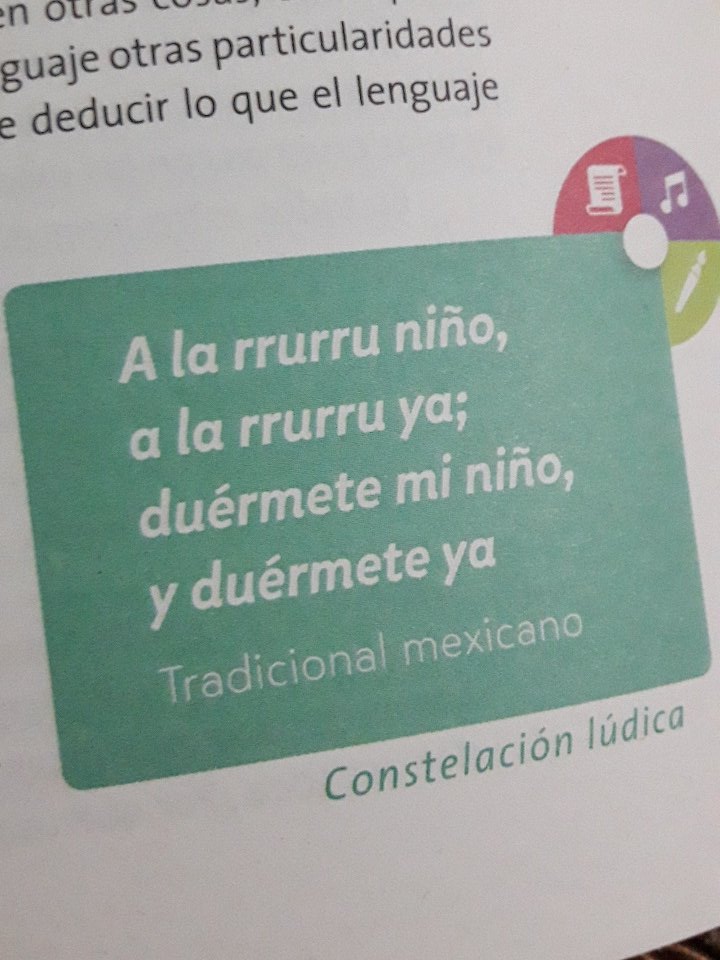 en otras cosas,
guaje otras particularidades
e deducir lo que el lenguaje
A la rrurru niño,
a la rrurru ya;
duérmete mi niño,
y duérmete ya
Tradicional mexicano
Constelación lúdica